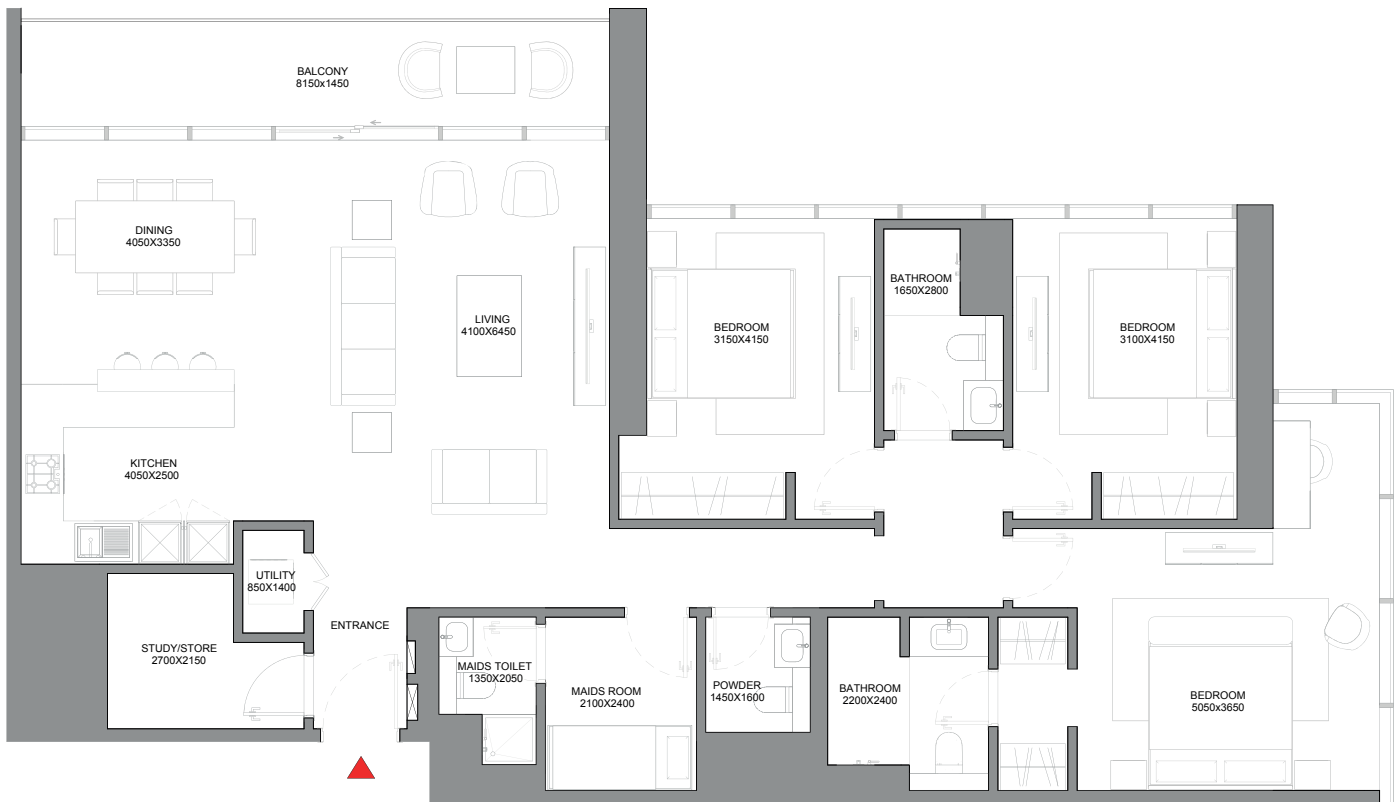 BALCONY
8150x1450
DINING
4050X3350
LIVING
4100X6450
BEDROOM
3150X4150
BATHROOM
1650X2800
BEDROOM
3100X4150
KITCHEN
4050X2500
UTILITY
850X1400
ENTRANCE
STUDY/STORE
2700X2150
MAIDS TOILET
1350X2050
MAIDS ROOM
2100X2400
POWDER
1450X1600
BATHROOM
2200X2400
BEDROOM
5050x3650